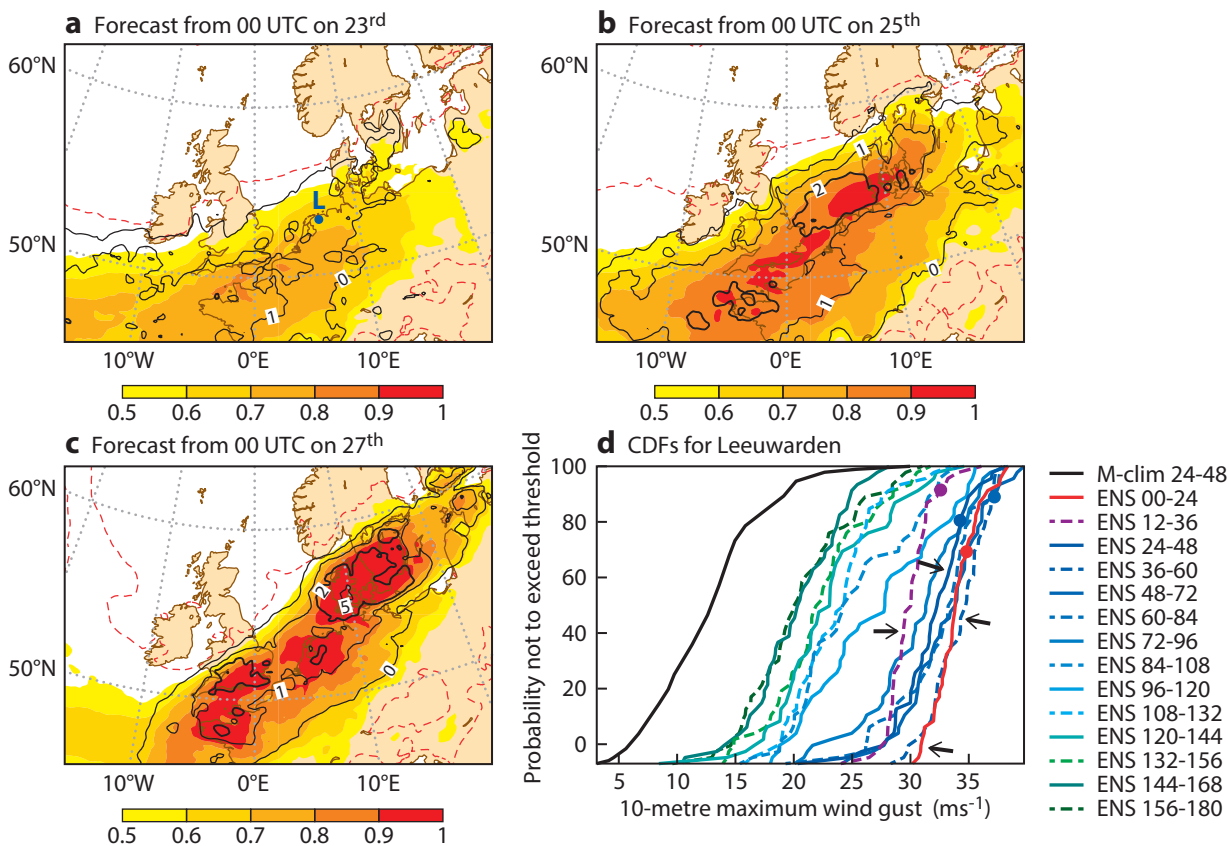 a Forecast from 00 UTC on 23rd
60°N
50°N
L
0
1
10°W 0°E 10°E
0.5 0.6 0.7 0.8 0.9 1
b Forecast from 00 UTC on 25th
60°N
50°N
1
2
0
1
10°W 0°E 10°E
0.5 0.6 0.7 0.8 0.9 1
c Forecast from 00 UTC on 27th
60°N
50°N
2
5
1
0
10°W 0°E 10°E
0.5 0.6 0.7 0.8 0.9 1
d CDFs for Leeuwarden
Probability not to exceed threshold
100
80
60
40
20
0
5 10 15 20 25 30 35
10-metre maximum wind gust (ms-1)
M-clim 24-48
ENS 00-24
ENS 12-36
ENS 24-48
ENS 36-60
ENS 48-72
ENS 60-84
ENS 72-96
ENS 84-108
ENS 96-120
ENS 108-132
ENS 120-144
ENS 132-156
ENS 144-168
ENS 156-180